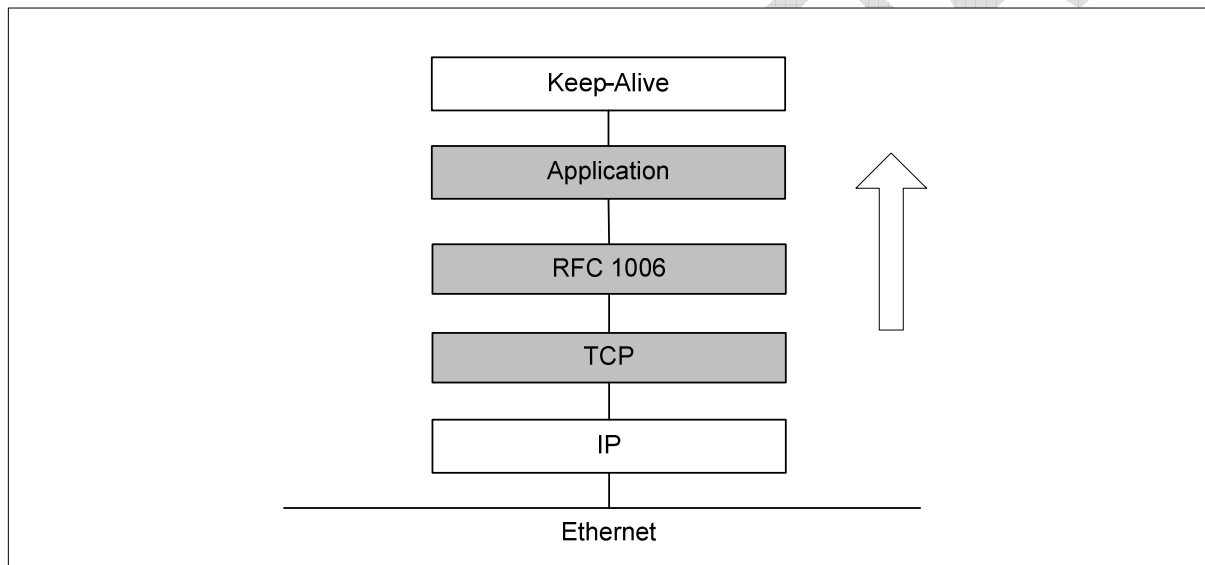 Keep-Alive
Application
RFC 1006
TCP
IP
Ethernet